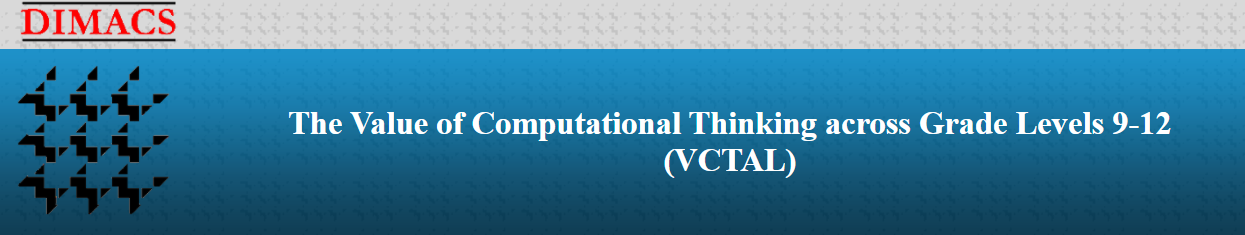 DIMACS
The Value of Computational Thinking across Grade Levels 9-12
(VCTAL)